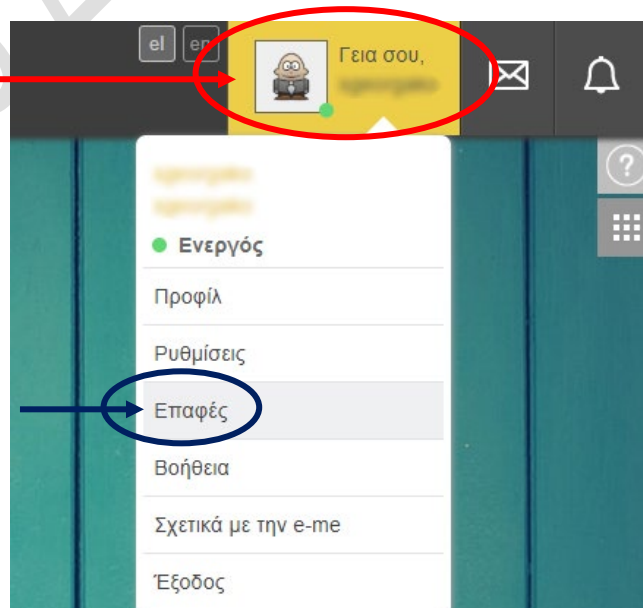 el en
Γεια σου,
Ενεργός
Προφίλ
Ρυθμίσεις
Επαφές
Βοήθεια
Σχετικά με την e-me
Έξοδος